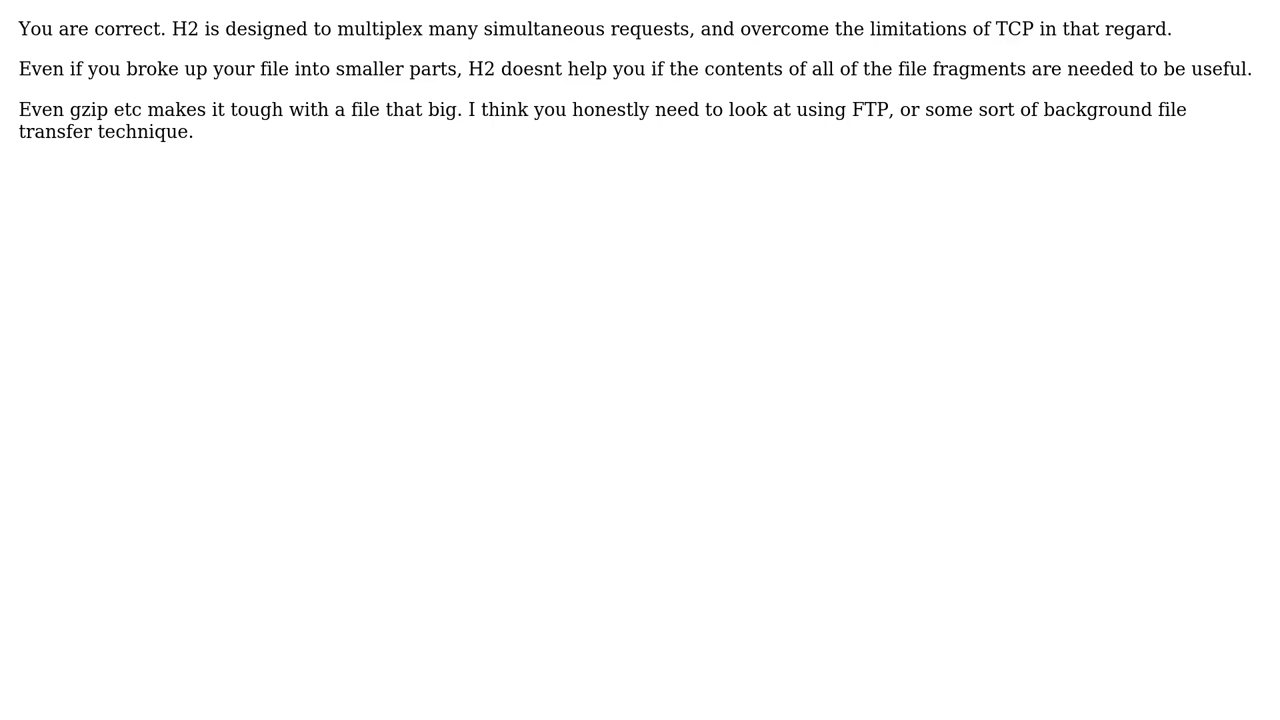 You are correct. H2 is designed to multiplex many simultaneous requests, and overcome the limitations of TCP in that regard.
Even if you broke up your file into smaller parts, H2 doesnt help you if the contents of all of the file fragments are needed to be useful.
Even gzip etc makes it tough with a file that big. I think you honestly need to look at using FTP, or some sort of background file
transfer technique.